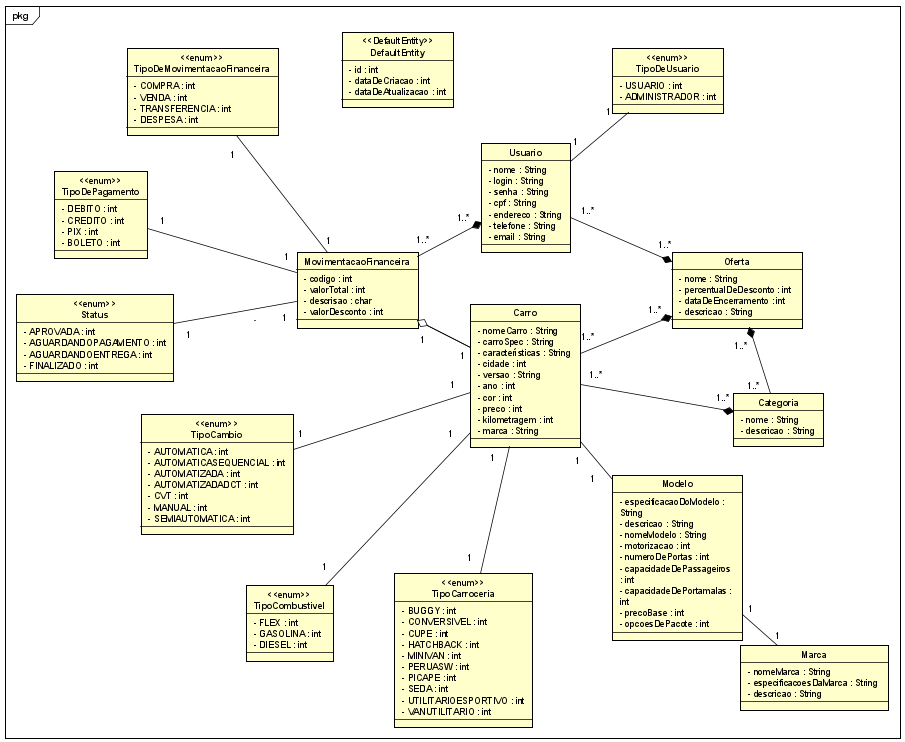 pkg
<<DefaultEntity>>
DefaultEntity
- id : int
- dataDeCriacao : int
- dataDeAtualizacao : int
<<enum>>
TipoDeMovimentacaoFinanceira
- COMPRA : int
- VENDA : int
- TRANSFERENCIA : int
- DESPESA : int
<<enum>>
TipoDeUsuario
- USUARIO : int
- ADMINISTRADOR : int
1
1
1
1
Usuario
- nome : String
- login : String
- senha : String
- cpf : String
- endereco : String
- telefone : String
- email : String
<<enum>>
TipoDePagamento
- DEBITO : int
- CREDITO : int
- PIX : int
- BOLETO : int
1
1
1..*
1..*
1..*
1..*
MovimentacaoFinanceira
- codigo : int
- valorTotal : int
- descrisao : char
- valorDesconto : int
Oferta
- nome : String
- percentualDeDesconto : int
- dataDeEncerramento : int
- descricao : String
<<enum>>
Status
- APROVADA : int
- AGUARDANDOPAGAMENTO : int
- AGUARDANDOENTREGA : int
- FINALIZADO : int
1
1
1
1
Carro
- nomeCarro : String
- carroSpec : String
- características : String
- cidade : int
- versao : String
- ano : int
- cor : int
- preco : int
- kilometragem : int
- marca : String
1..*
1..*
1..*
1..*
1..*
1..*
Categoria
- nome : String
- descricao : String
<<enum>>
TipoCambio
- AUTOMATICA : int
- AUTOMATICASEQUENCIAL : int
- AUTOMATIZADA : int
- AUTOMATIZADADCT : int
- CVT : int
- MANUAL : int
- SEMIAUTOMATICA : int
1
1
1
1
1
1
1
1
Modelo
- especificacaoDoModelo :
String
- descricao : String
- nomeModelo : String
- motorizacao : int
- numeroDePortas : int
- capacidadeDePassageiros
: int
- capacidadeDePortamalas :
int
- precoBase : int
- opcoesDePacote : int
<<enum>>
TipoCombustivel
- FLEX : int
- GASOLINA : int
- DIESEL : int
<<enum>>
TipoCarroceria
- BUGGY : int
- CONVERSIVEL : int
- CUPE : int
- HATCHBACK : int
- MINIVAN : int
- PERUASW : int
- PICAPE : int
- SEDA : int
- UTILITARIOESPORTIVO : int
- VANUTILITARIO : int
1
1
Marca
- nomeMarca : String
- especificacoesDaMarca : String
- descricao : String